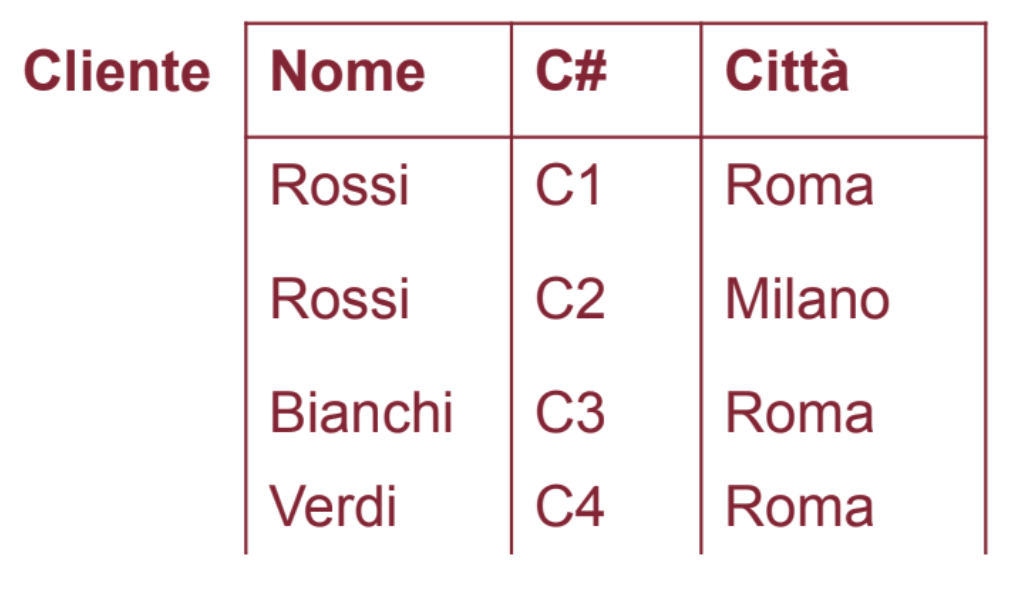 Cliente Nome C# Città
Rossi C1 Roma
Rossi C2 Milano
Bianchi C3 Roma
Verdi C4 Roma